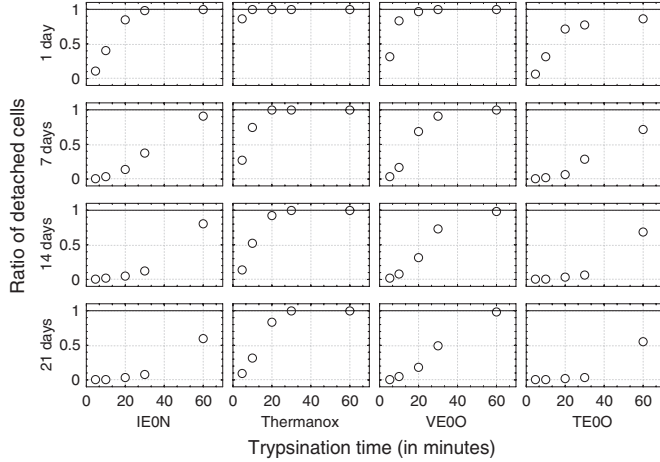 Ratio of detached cells
1 day
1
0.5
0
7 days
1
0.5
0
14 days
1
0.5
0
21 days
1
0.5
0
0 20 40 60 0 20 40 60 0 20 40 60 0 20 40 60
IE0N Thermanox VE0O TE0O
Trypsination time (in minutes)